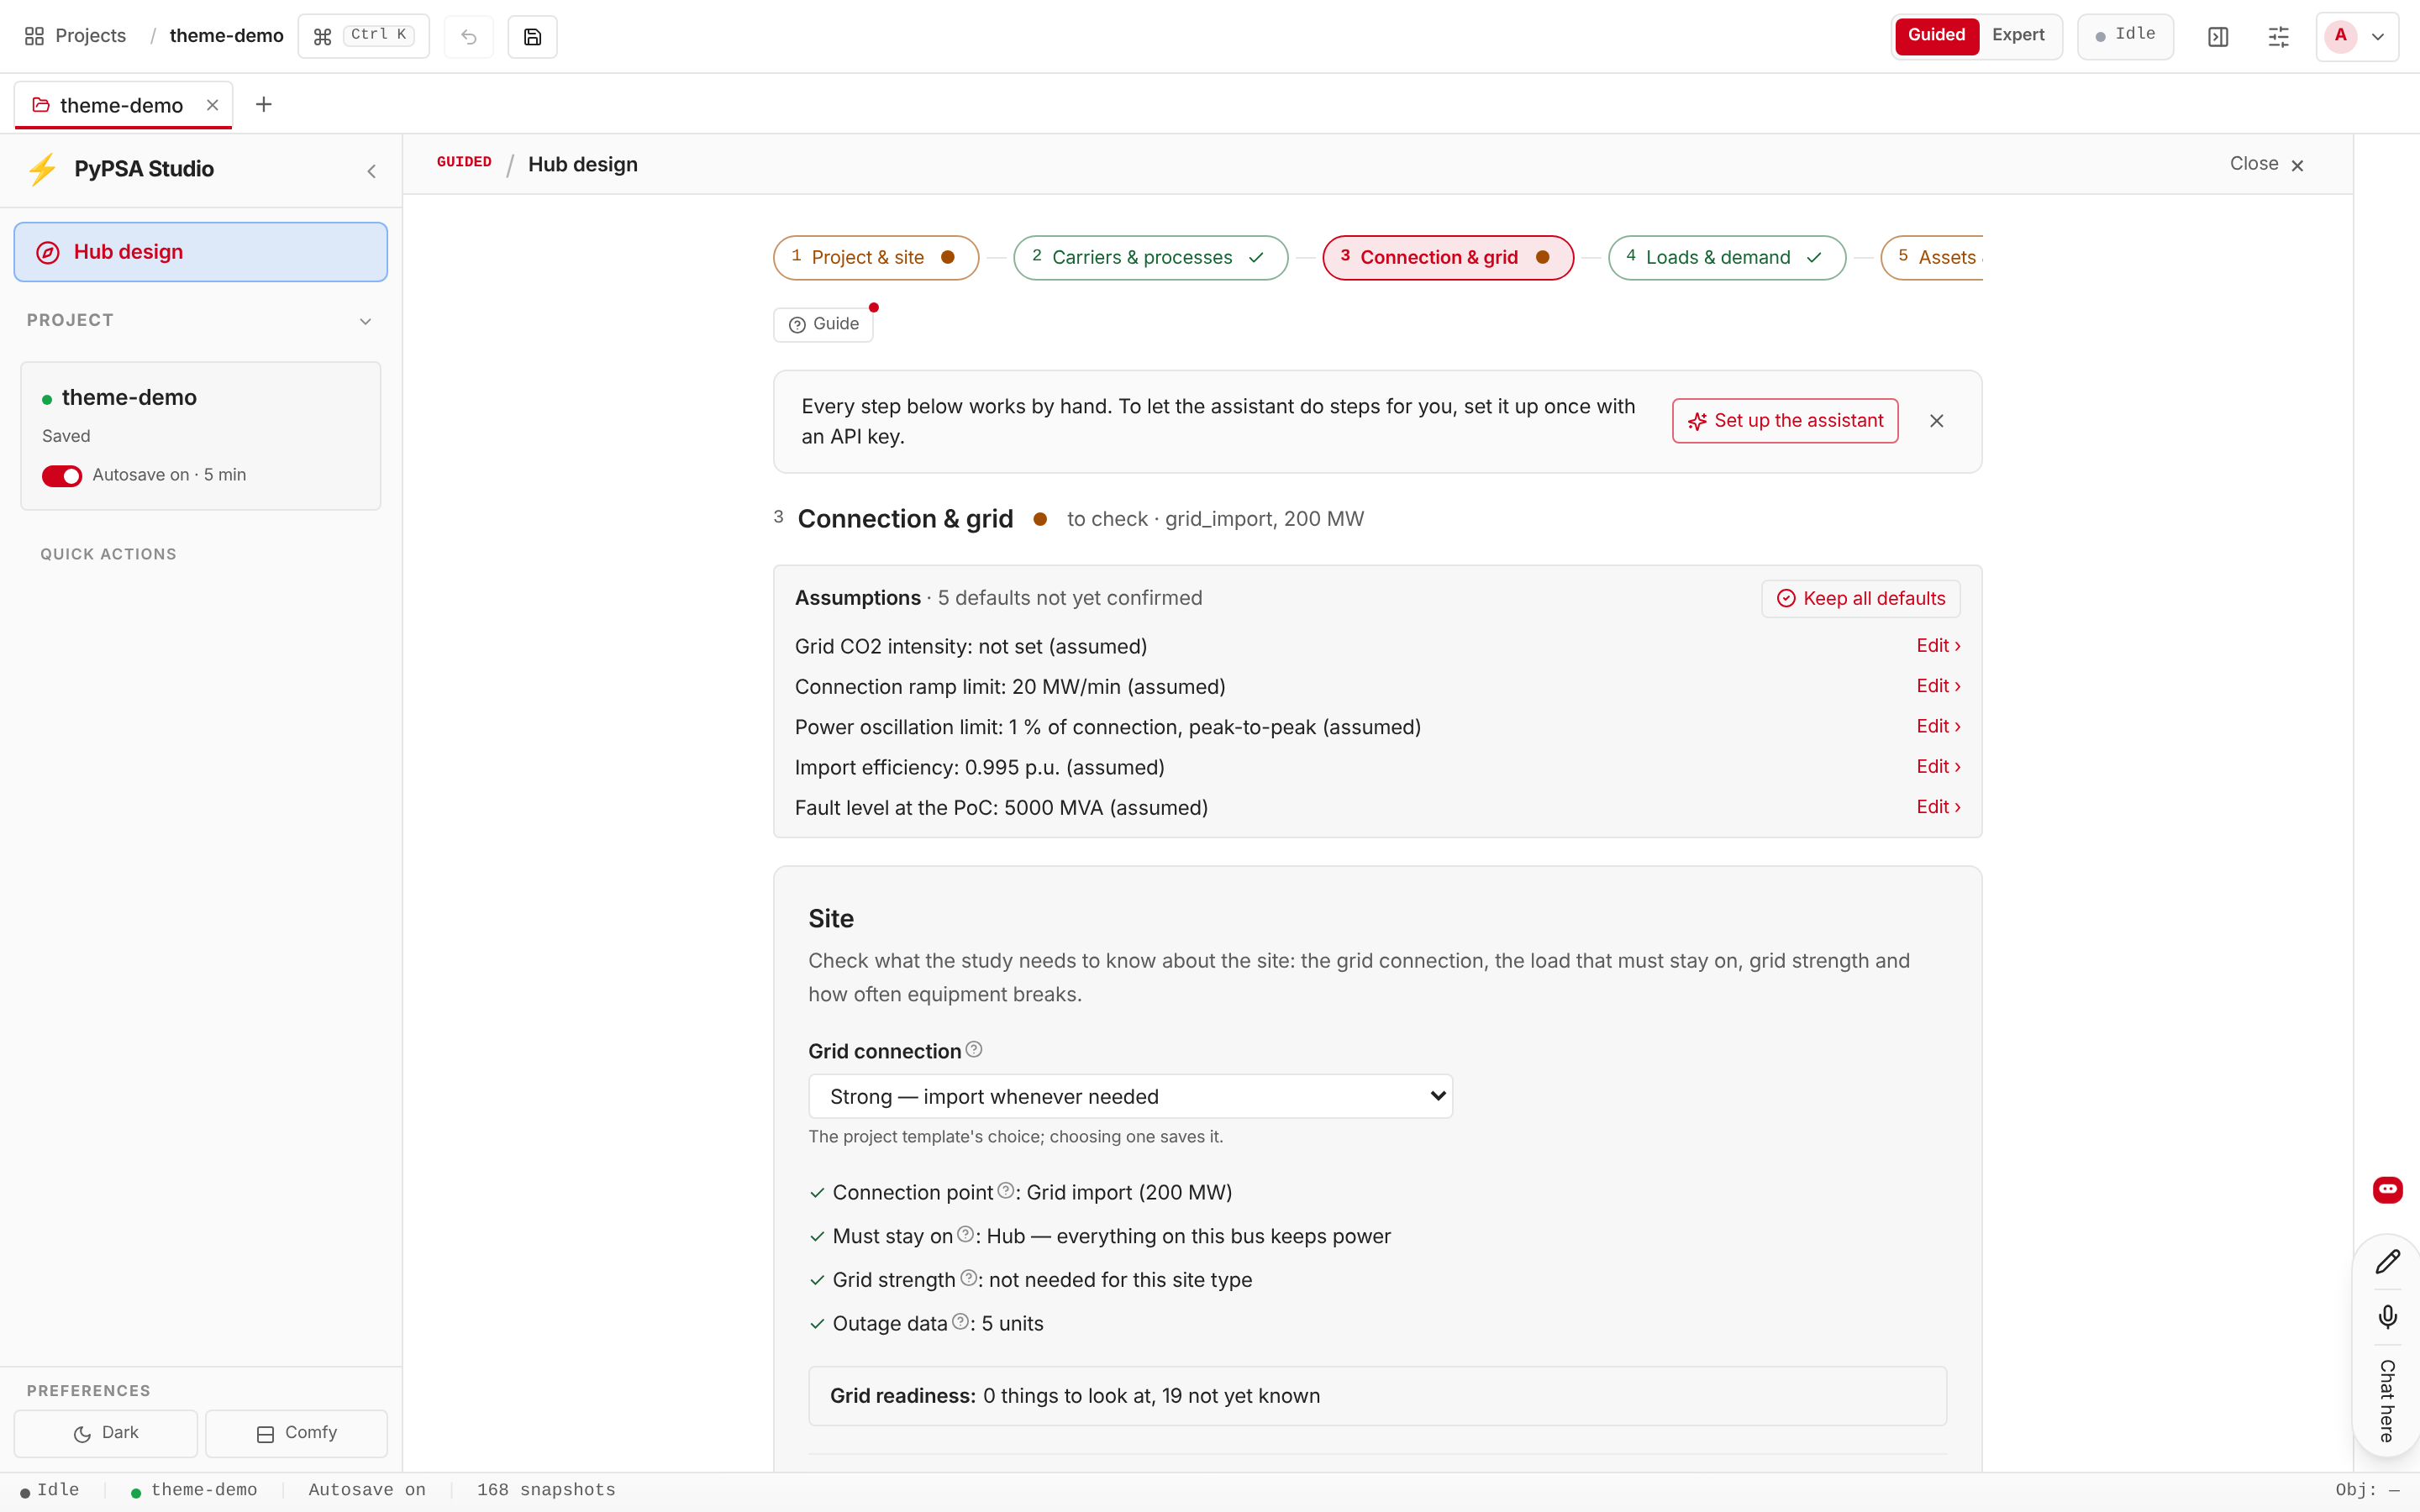 Projects / theme-demo
Ctrl K
Guided Expert
Idle
A
theme-demo
PyPSA Studio
GUIDED / Hub design
Close
Hub design
PROJECT
theme-demo
Saved
Autosave on · 5 min
QUICK ACTIONS
1 Project & site
2 Carriers & processes
3 Connection & grid
4 Loads & demand
5 Assets
Guide
Every step below works by hand. To let the assistant do steps for you, set it up once with
an API key.
Set up the assistant
3 Connection & grid to check · grid_import, 200 MW
Assumptions · 5 defaults not yet confirmed
Keep all defaults
Grid CO2 intensity: not set (assumed)
Edit ›
Connection ramp limit: 20 MW/min (assumed)
Edit ›
Power oscillation limit: 1 % of connection, peak-to-peak (assumed)
Edit ›
Import efficiency: 0.995 p.u. (assumed)
Edit ›
Fault level at the PoC: 5000 MVA (assumed)
Edit ›
Site
Check what the study needs to know about the site: the grid connection, the load that must stay on, grid strength and
how often equipment breaks.
Grid connection
Strong — import whenever needed
The project template's choice; choosing one saves it.
Connection point: Grid import (200 MW)
Must stay on: Hub — everything on this bus keeps power
Grid strength: not needed for this site type
Outage data: 5 units
Grid readiness: 0 things to look at, 19 not yet known
Chat here
PREFERENCES
Dark
Comfy
Idle
theme-demo
Autosave on
168 snapshots
Obj: —